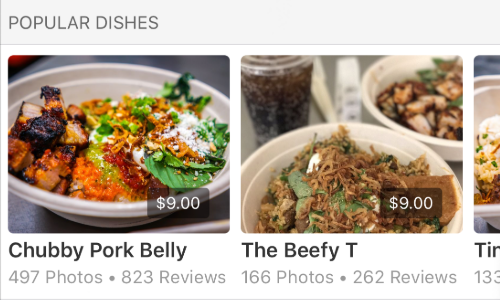 POPULAR DISHES
$9.00
$9.00
Chubby Pork Belly
The Beefy T
497 Photos • 823 Reviews
166 Photos • 262 Reviews